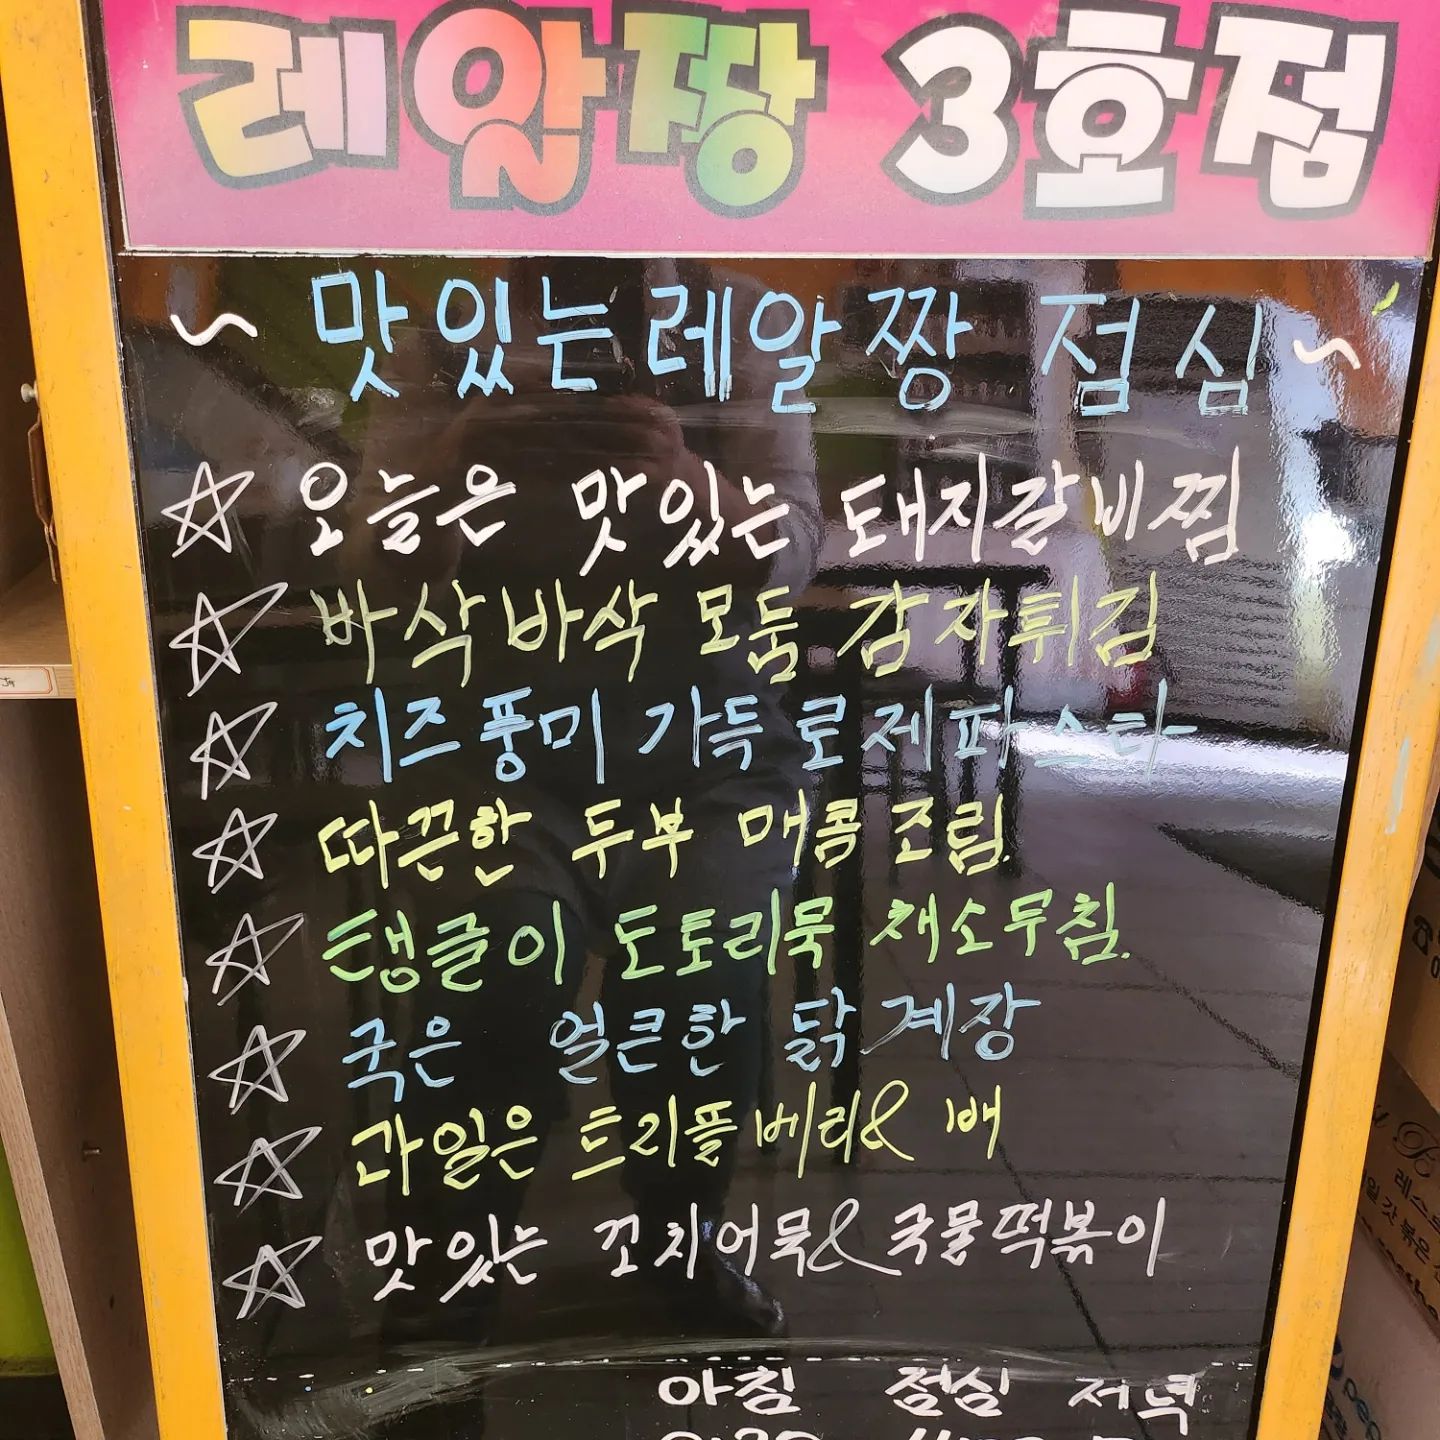 레알짱 3호점
~ 맛있는 레알짱 점심 ~
☆ 오늘은 맛있는 돼지갈비찜
☆ 바삭바삭 모둠 감자튀김
☆ 치즈풍미 가득 로제파스타
☆ 따끈한 두부 매콤조림.
☆ 탱글이 도토리묵 채소무침.
☆ 국은 얼큰한 닭계장
☆ 과일은 트리플베리& 배
☆ 맛있는 꼬치어묵& 국물떡볶이
아침 점심 저녁